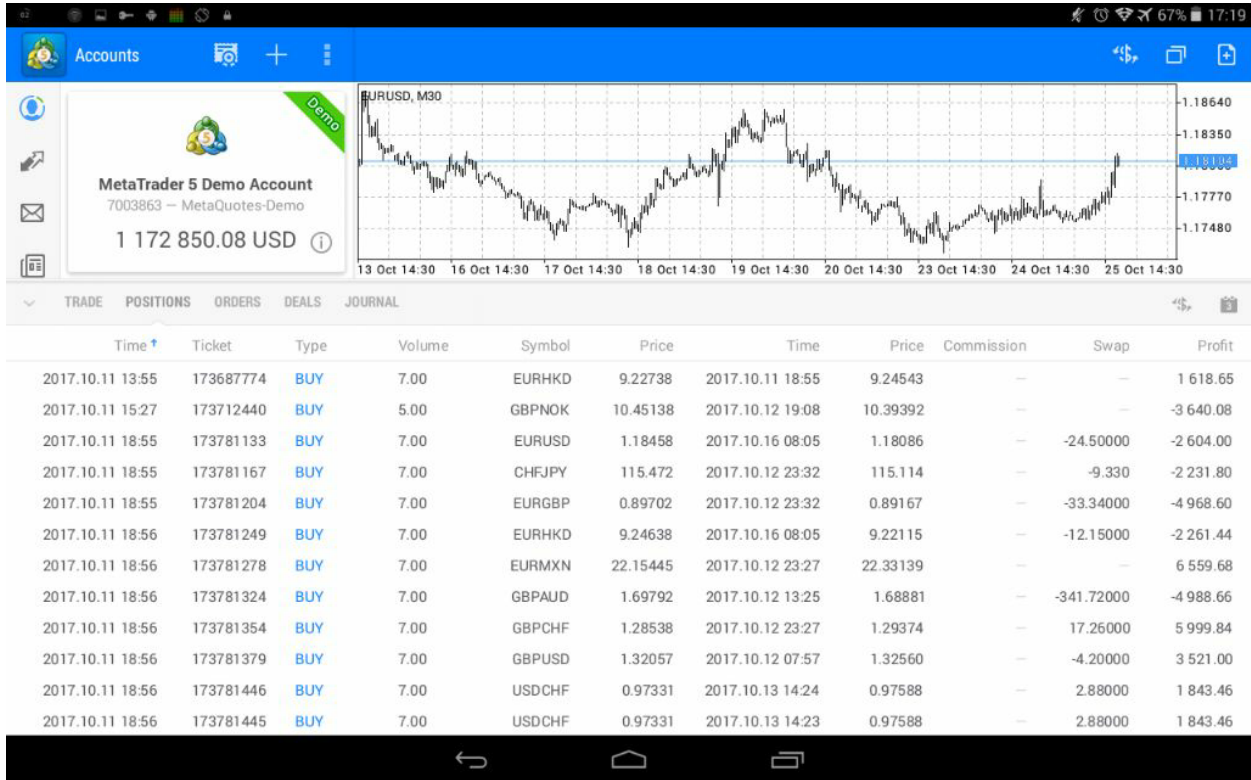 67% 17:19
Accounts
Demo
MetaTrader 5 Demo Account
7003863 — MetaQuotes-Demo
1 172 850.08 USD
EURUSD, M30
1.18640
1.18350
1.18194
1.17770
1.17480
13 Oct 14:30 16 Oct 14:30 17 Oct 14:30 18 Oct 14:30 19 Oct 14:30 20 Oct 14:30 23 Oct 14:30 24 Oct 14:30 25 Oct 14:30
TRADE POSITIONS ORDERS DEALS JOURNAL
Time Ticket Type Volume Symbol Price Time Price Commission Swap Profit
2017.10.11 13:55 173687774 BUY 7.00 EURHKD 9.22738 2017.10.11 18:55 9.24543 — — 1 618.65
2017.10.11 15:27 173712440 BUY 5.00 GBPNOK 10.45138 2017.10.12 19:08 10.39392 — — -3 640.08
2017.10.11 18:55 173781133 BUY 7.00 EURUSD 1.18458 2017.10.16 08:05 1.18086 — -24.50000 -2 604.00
2017.10.11 18:55 173781167 BUY 7.00 CHFJPY 115.472 2017.10.12 23:32 115.114 — -9.330 -2 231.80
2017.10.11 18:55 173781204 BUY 7.00 EURGBP 0.89702 2017.10.12 23:32 0.89167 — -33.34000 -4 968.60
2017.10.11 18:56 173781249 BUY 7.00 EURHKD 9.24638 2017.10.16 08:05 9.22115 — -12.15000 -2 261.44
2017.10.11 18:56 173781278 BUY 7.00 EURMXN 22.15445 2017.10.12 23:27 22.33139 — — 6 559.68
2017.10.11 18:56 173781324 BUY 7.00 GBPAUD 1.69792 2017.10.12 13:25 1.68881 — -341.72000 -4 988.66
2017.10.11 18:56 173781354 BUY 7.00 GBPCHF 1.28538 2017.10.12 23:27 1.29374 — 17.26000 5 999.84
2017.10.11 18:56 173781379 BUY 7.00 GBPUSD 1.32057 2017.10.12 07:57 1.32560 — -4.20000 3 521.00
2017.10.11 18:56 173781446 BUY 7.00 USDCHF 0.97331 2017.10.13 14:24 0.97588 — 2.88000 1 843.46
2017.10.11 18:56 173781445 BUY 7.00 USDCHF 0.97331 2017.10.13 14:23 0.97588 — 2.88000 1 843.46